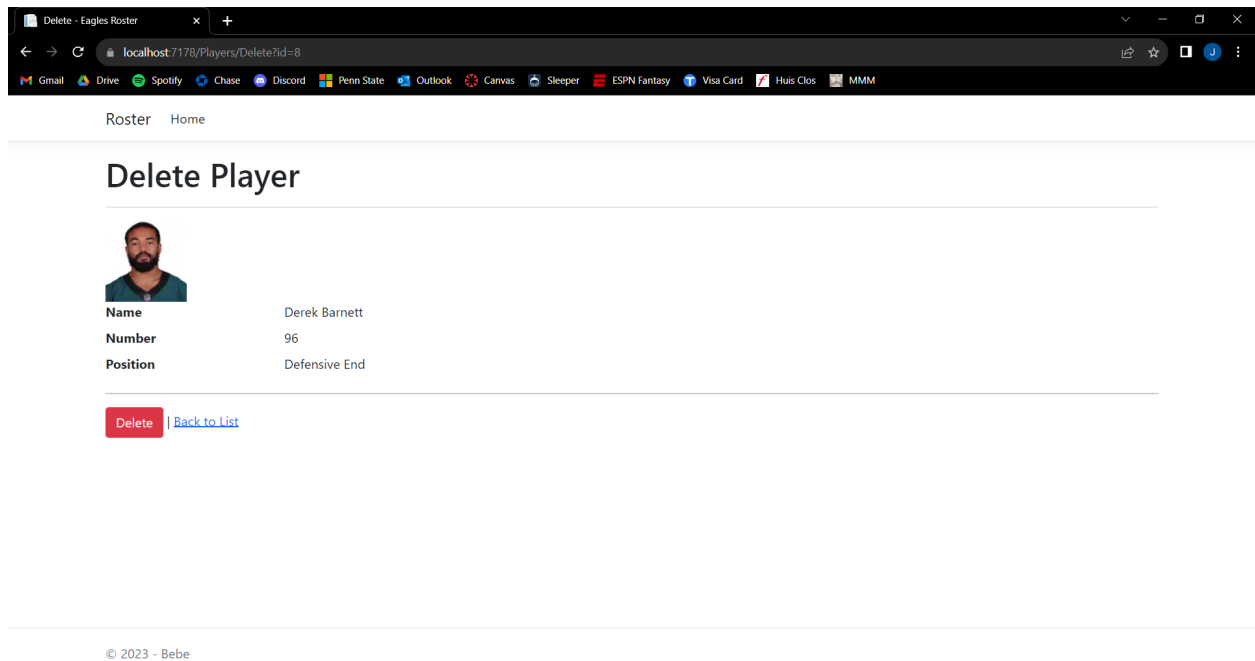 Delete - Eagles Roster
localhost:7178/Players/Delete?id=8
J
Gmail Drive Spotify Chase Discord Penn State Outlook Canvas Sleeper ESPN Fantasy Visa Card Huis Clos MMM
Roster Home
Delete Player
Name Derek Barnett
Number 96
Position Defensive End
Delete | Back to List
© 2023 - Bebe